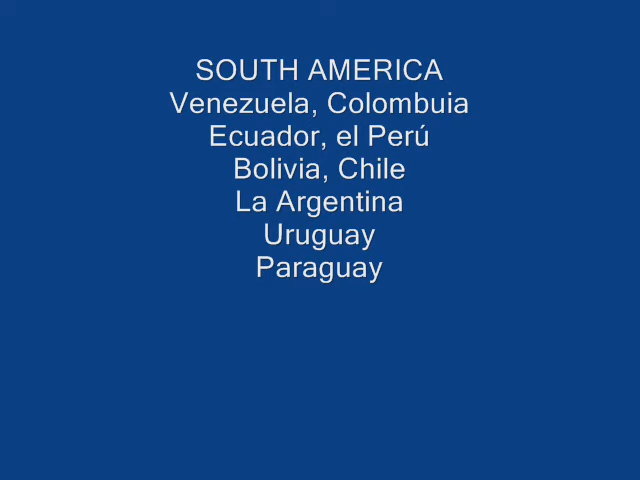 SOUTH AMERICA
Venezuela, Colombuia
Ecuador, el Perú
Bolivia, Chile
La Argentina
Uruguay
Paraguay